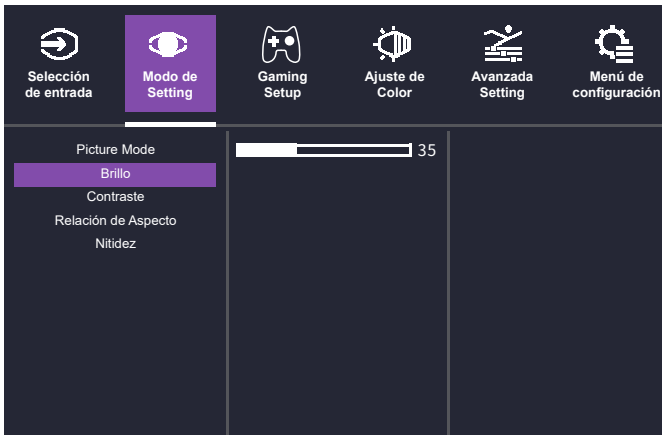 Selección
de entrada
Modo de
Setting
Gaming
Setup
Ajuste de
Color
Avanzada
Setting
Menú de
configuración
Picture Mode
Brillo
Contraste
Relación de Aspecto
Nitidez
35